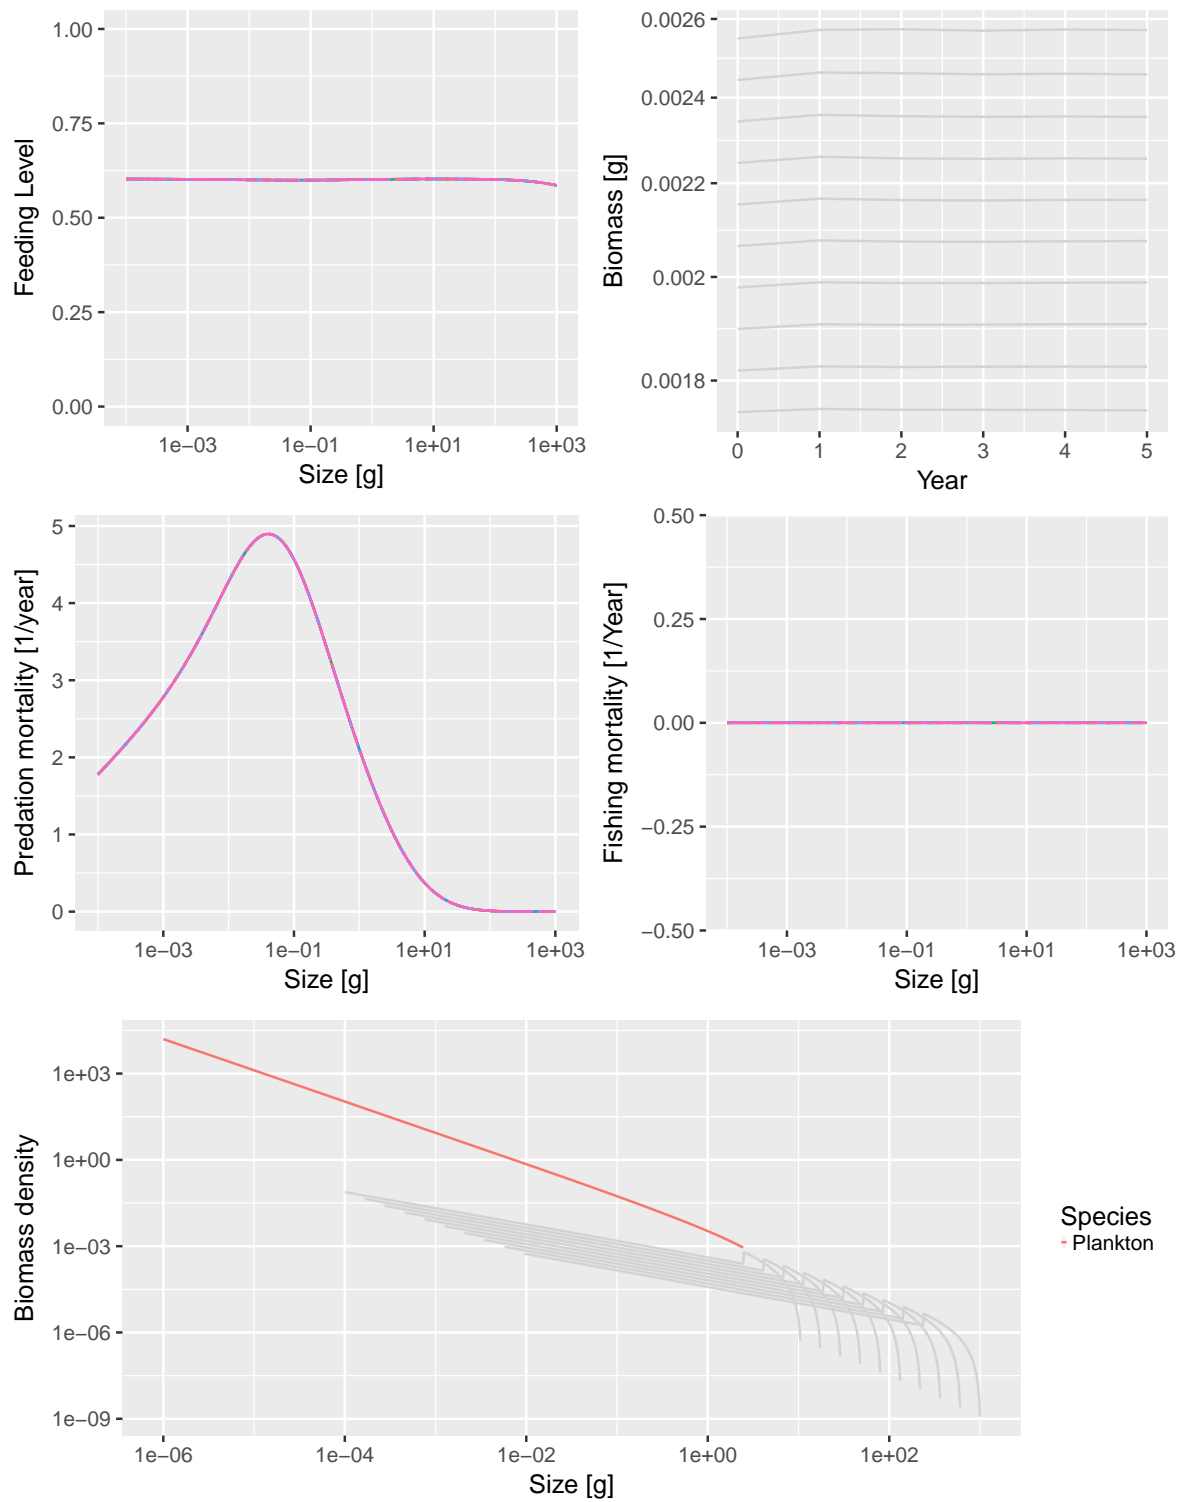 1.00
0.75
0.50
0.25
0.00
Feeding Level
1e−03 1e−01 1e+01 1e+03
Size [g]
0.0026
0.0024
0.0022
0.002
0.0018
Biomass [g]
0 1 2 3 4 5
Year
5
4
3
2
1
0
Predation mortality [1/year]
1e−03 1e−01 1e+01 1e+03
Size [g]
0.50
0.25
0.00
−0.25
−0.50
Fishing mortality [1/Year]
1e−03 1e−01 1e+01 1e+03
Size [g]
1e+03
1e+00
1e−03
1e−06
1e−09
Biomass density
1e−06 1e−04 1e−02 1e+00 1e+02
Size [g]
Species
Plankton